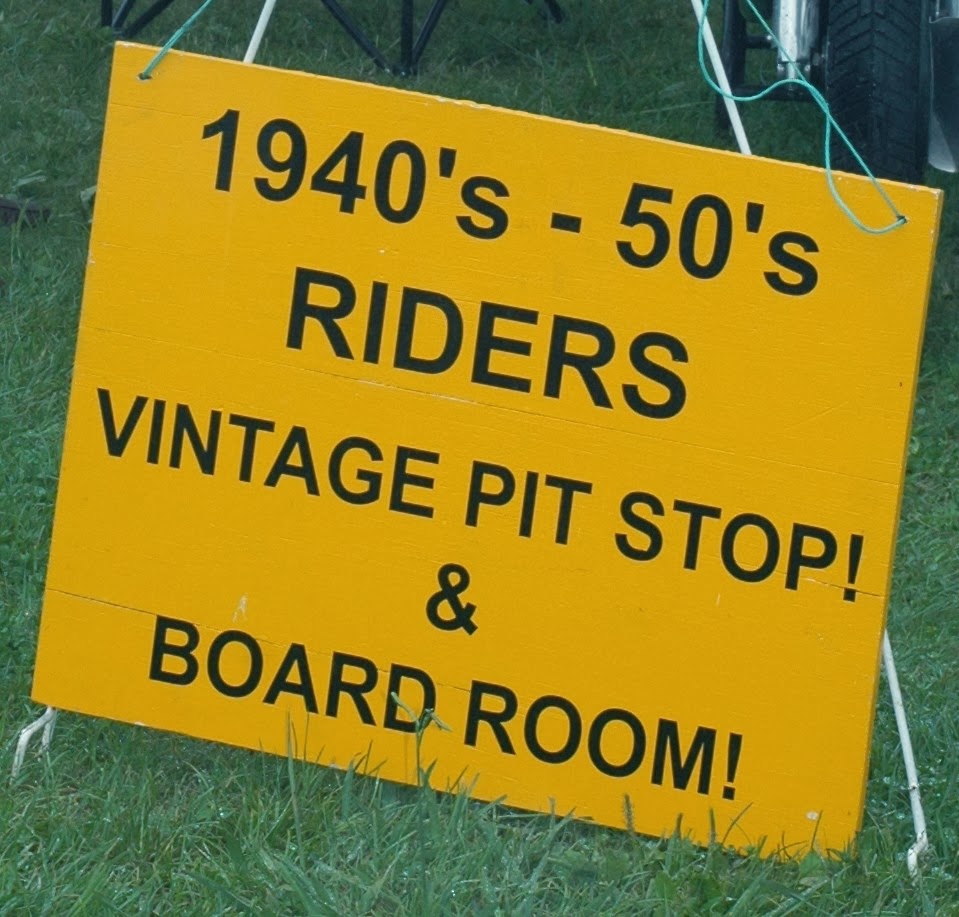 1940's - 50's
RIDERS
VINTAGE PIT STOP!
&
BOARD ROOM!